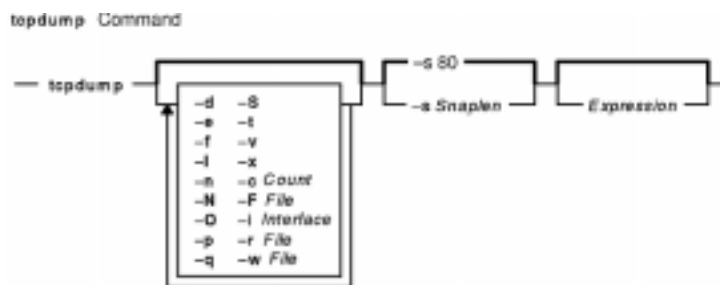 tcpdump Command
tcpdump
-s 80
-s Snaplen
Expression
-d -S
-e -t
-f -v
-l -x
-n -c Count
-N -F File
-O -i Interface
-p -r File
-q -w File